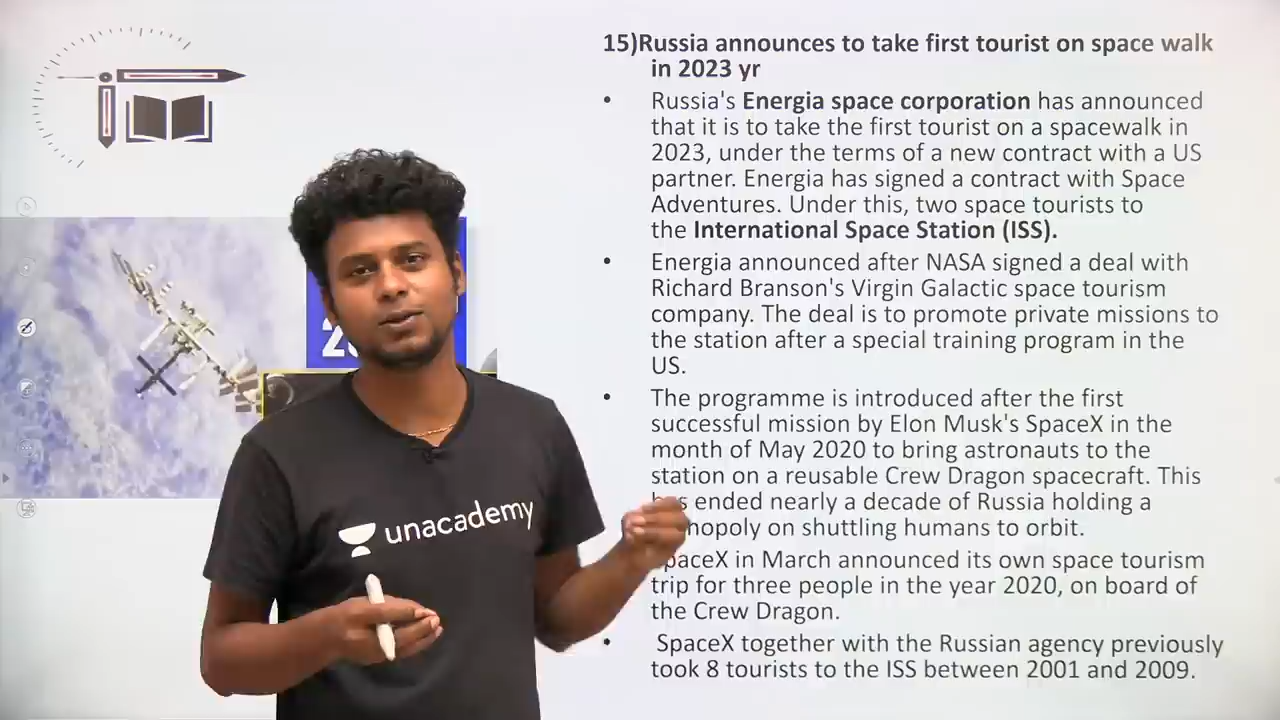 15)Russia announces to take first tourist on space walk
in 2023 yr
• Russia's Energia space corporation has announced
that it is to take the first tourist on a spacewalk in
2023, under the terms of a new contract with a US
partner. Energia has signed a contract with Space
Adventures. Under this, two space tourists to
the International Space Station (ISS).
• Energia announced after NASA signed a deal with
Richard Branson's Virgin Galactic space tourism
company. The deal is to promote private missions to
the station after a special training program in the
US.
• The programme is introduced after the first
successful mission by Elon Musk's SpaceX in the
month of May 2020 to bring astronauts to the
station on a reusable Crew Dragon spacecraft. This
ended nearly a decade of Russia holding a
on shuttling humans to orbit.
in March announced its own space tourism
trip for three people in the year 2020, on board of
the Crew Dragon.
• SpaceX together with the Russian agency previously
took 8 tourists to the ISS between 2001 and 2009.
unacademy